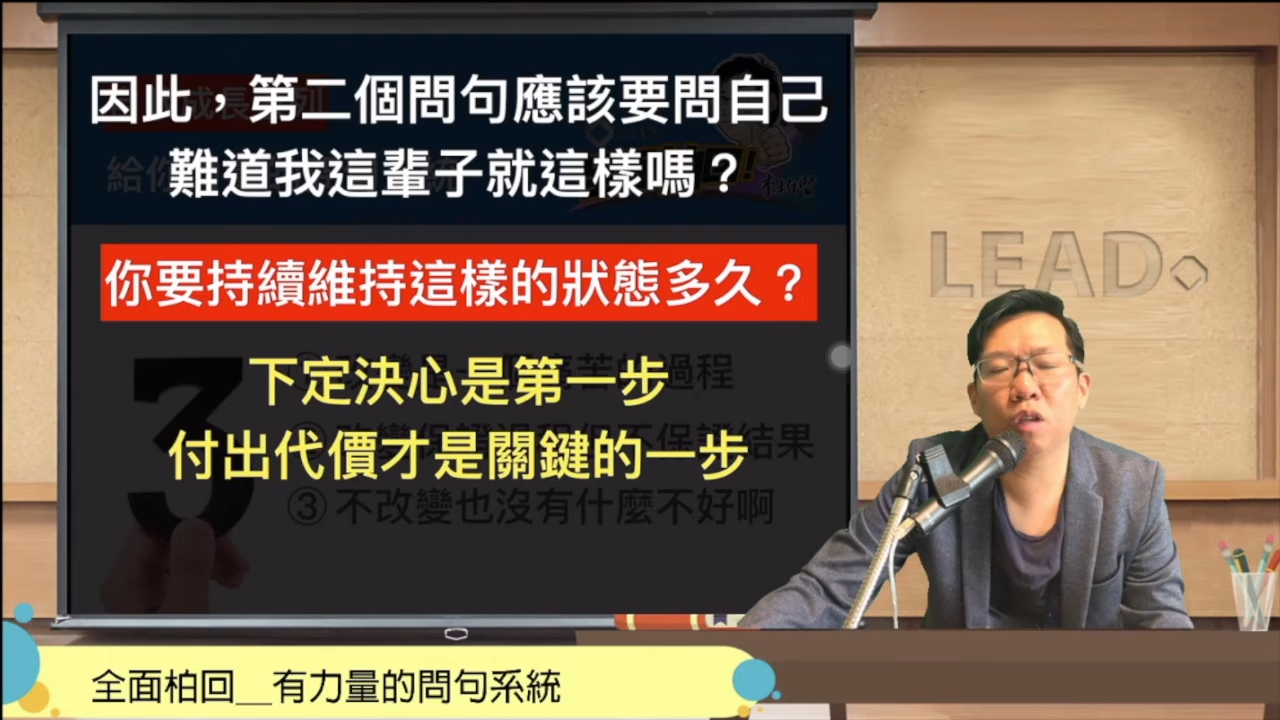 因此，第二個問句應該要問自己
難道我這輩子就這樣嗎？
你要持續維持這樣的狀態多久？
下定決心是第一步
付出代價才是關鍵的一步
③ 不改變也沒有什麼不好啊
3
LEAD
全面柏回__有力量的問句系統